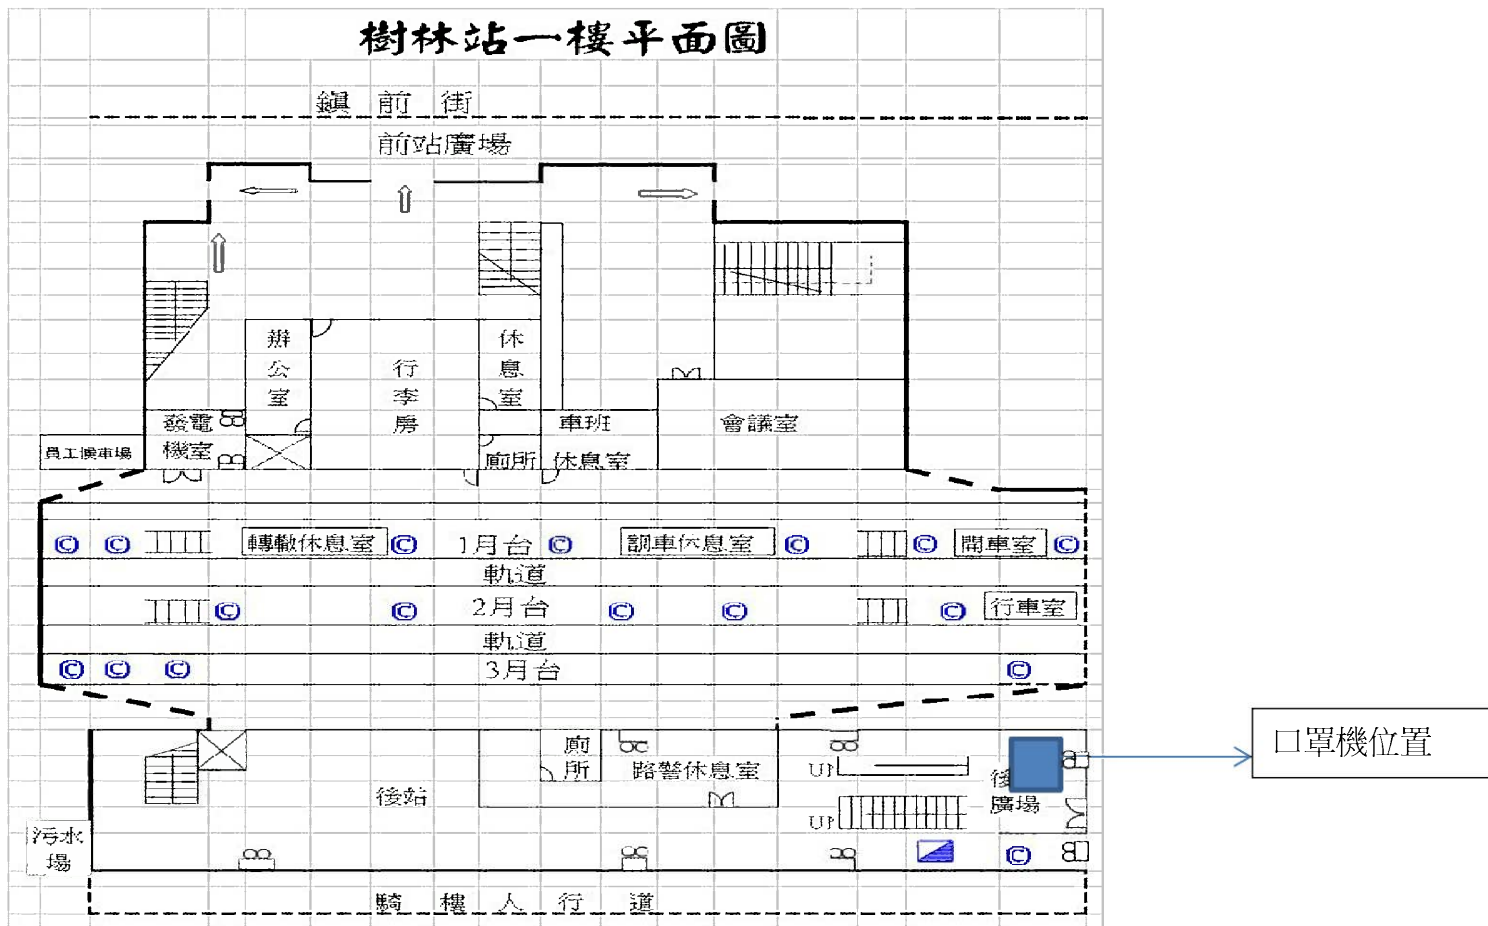 樹林站一樓平面圖
鎮前街
前站廣場
辦公室
行李房
休息室
發電機室
車班
休息室
廁所
會議室
員工候車場
轉轍休息室
1月台
調車休息室
開車室
軌道
2月台
行車室
軌道
3月台
廁所
路警休息室
UP
後
廣場
後站
UP
污水場
騎樓人行道
口罩機位置